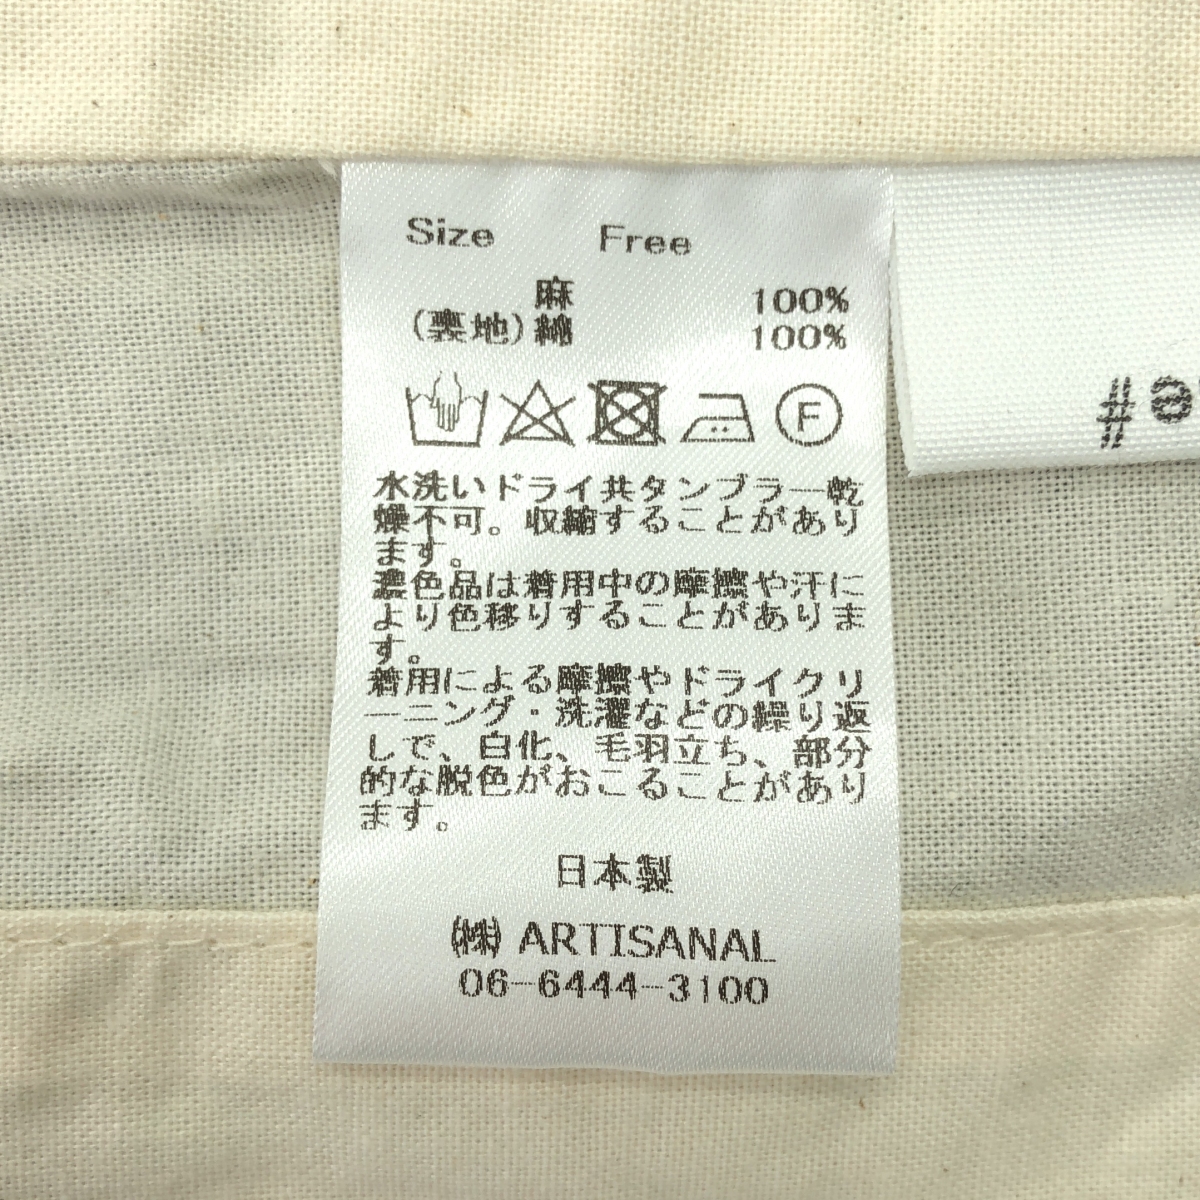 Size Free
麻 100%
(裏地)綿 100%
F
水洗いドライ共タンブラー乾
燥不可。収縮することがあり
ます。
濃色品は着用中の摩擦や汗に
より色移りすることがありま
す。
着用による摩擦やドライクリ
ーニング・洗濯などの繰り返
しで、白化、毛羽立ち、部分
的な脱色がおこることがあり
ます。
日本製
㈱ ARTISANAL
06-6444-3100